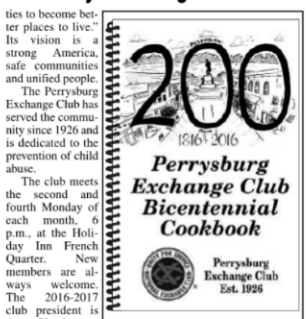 ties to become bet-
ter places to live."
Its vision is a
strong America,
safe communities
and unified people.
The Perrysburg
Exchange Club has
served the commu-
nity since 1926 and
is dedicated to the
prevention of child
abuse.
The club meets
the second and
fourth Monday of
each month, 6
p.m., at the Holi-
day Inn French
Quarter. New
members are al-
ways welcome.
The 2016-2017
club president is
PERRYSBURG
200
1816 2016
Perrysburg
Exchange Club
Bicentennial
Cookbook
Perrysburg
Exchange Club
Est. 1926